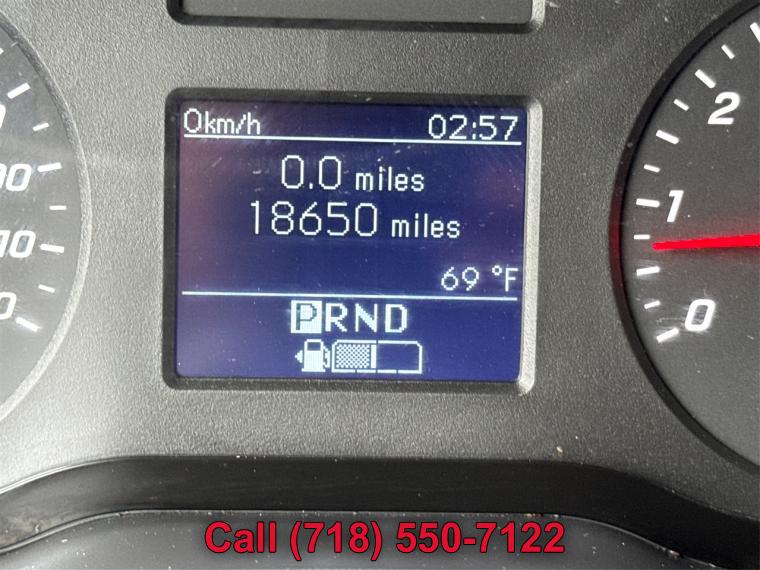 0km/h 02:57
0.0 miles
18650 miles
69 °F
PRND
2
1
0
Call (718) 550-7122